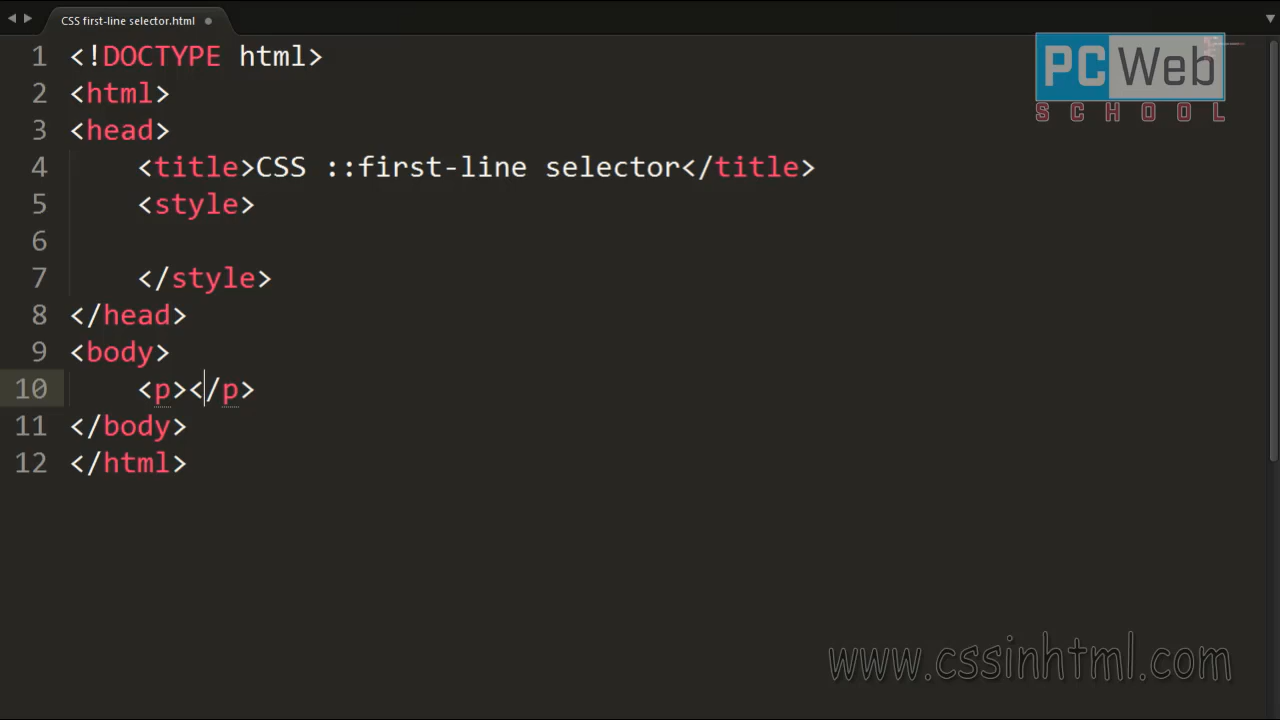 CSS first-line selector.html
PC Web
SCHOOL
1 <!DOCTYPE html>
2 <html>
3 <head>
4 <title>CSS ::first-line selector</title>
5 <style>
6
7 </style>
8 </head>
9 <body>
10 <p></p>
11 </body>
12 </html>
www.cssinhtml.com